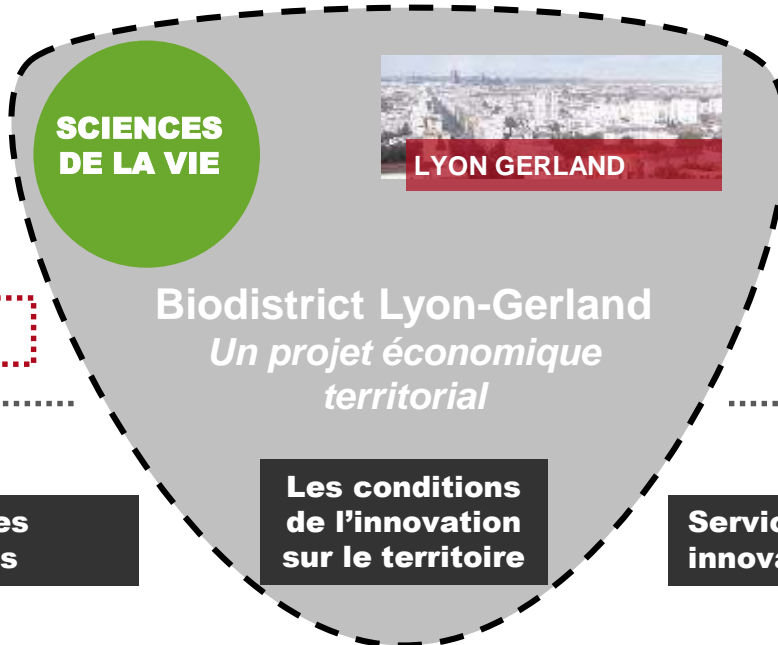 SCIENCES
DE LA VIE
LYON GERLAND
Biodistrict Lyon-Gerland
Un projet économique
territorial
Les conditions
de l’innovation
sur le territoire